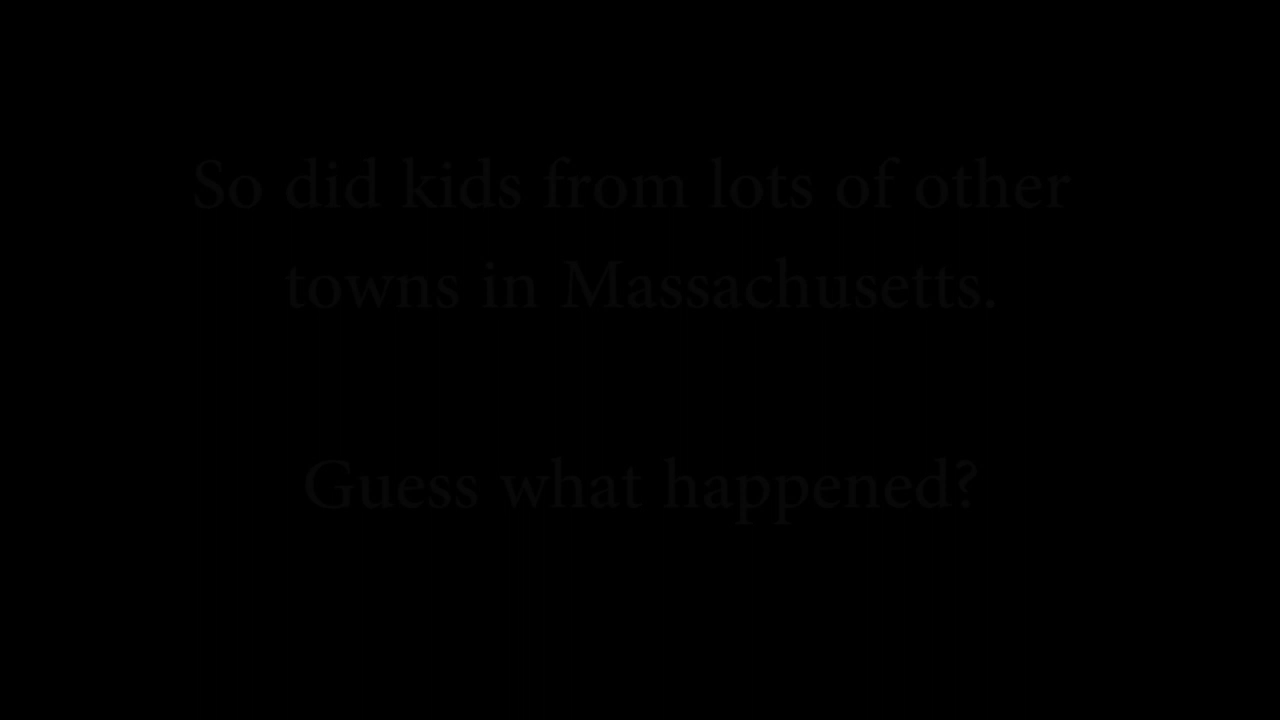 So did kids from lots of other
towns in Massachusetts.
Guess what happened?